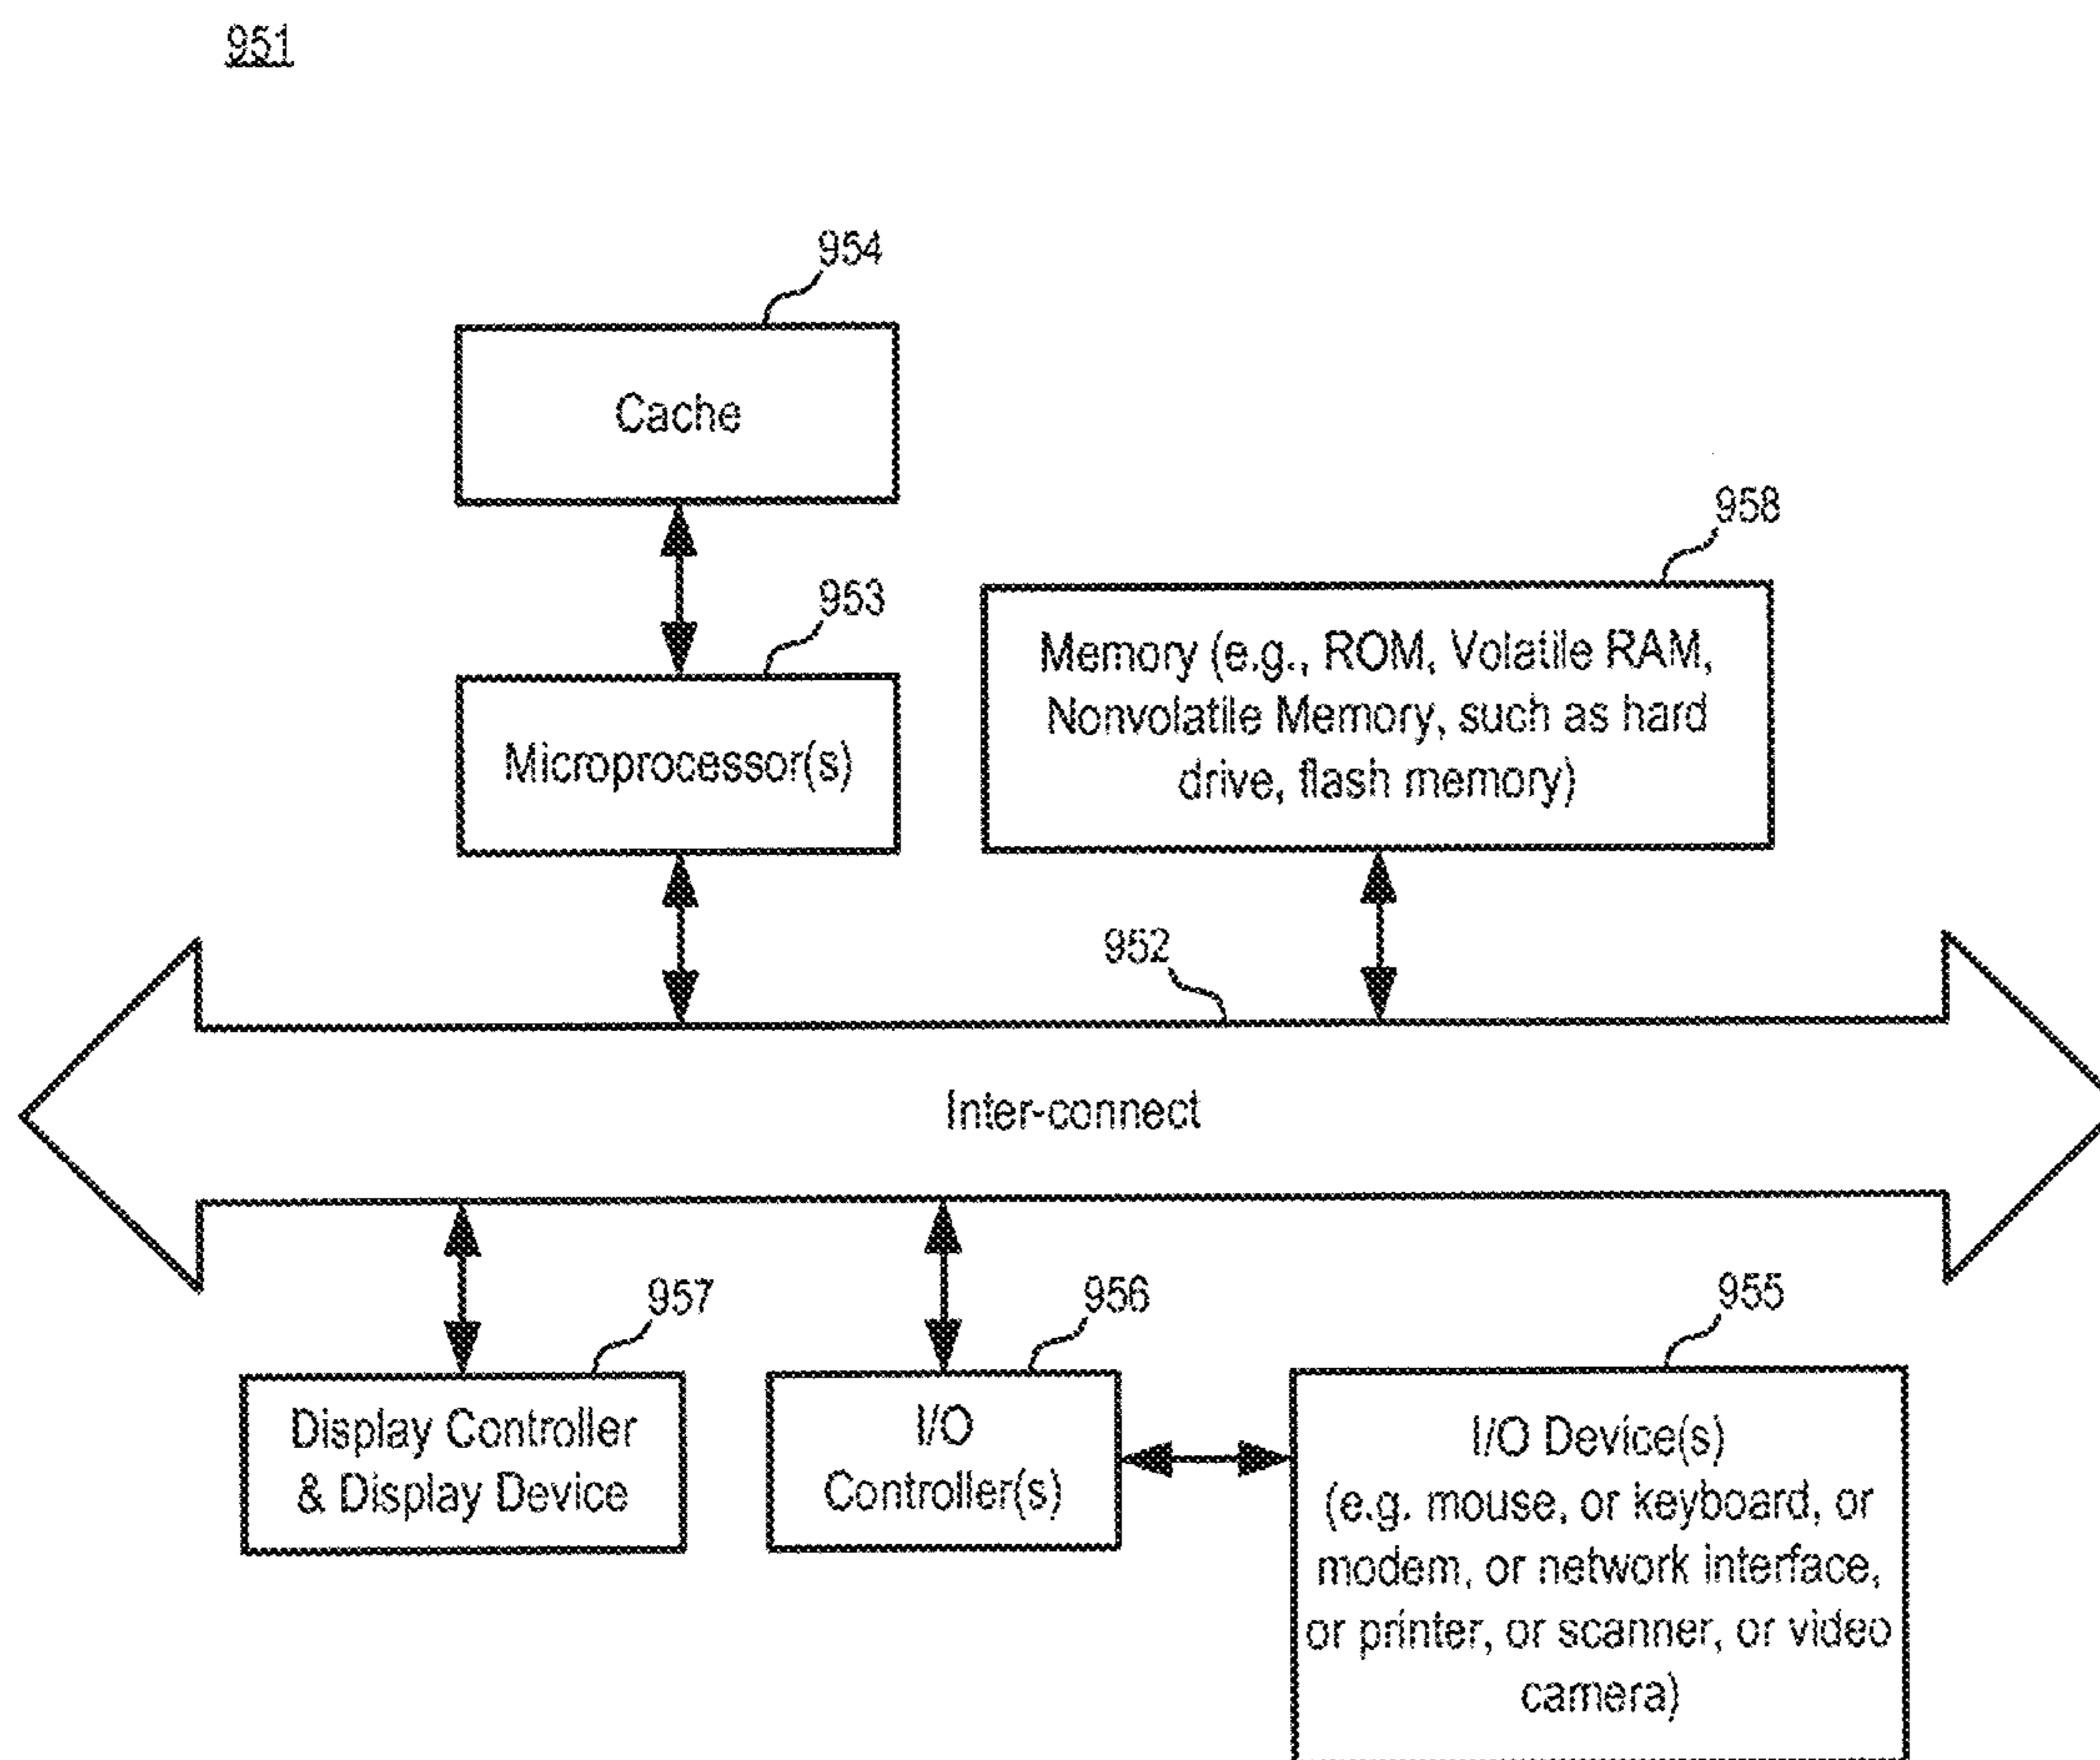 951
954
Cache
958
953
Memory (e.g., ROM, Volatile RAM,
Nonvolatile Memory, such as hard
drive, flash memory)
Microprocessor(s)
952
Inter-connect
957
956
955
Display Controller
& Display Device
I/O
Controller(s)
I/O Device(s)
(e.g. mouse, or keyboard, or
modem, or network interface,
or printer, or scanner, or video
camera)